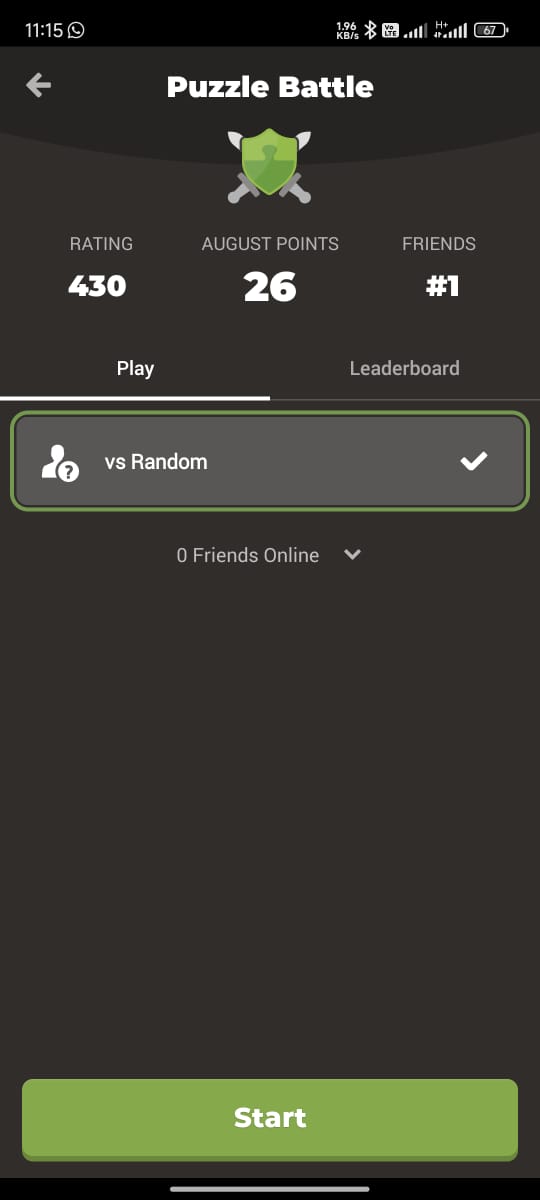 11:15 1.96 KB/s Vo LTE H+ 67
Puzzle Battle
RATING AUGUST POINTS FRIENDS
430 26 #1
Play Leaderboard
? vs Random
0 Friends Online
Start